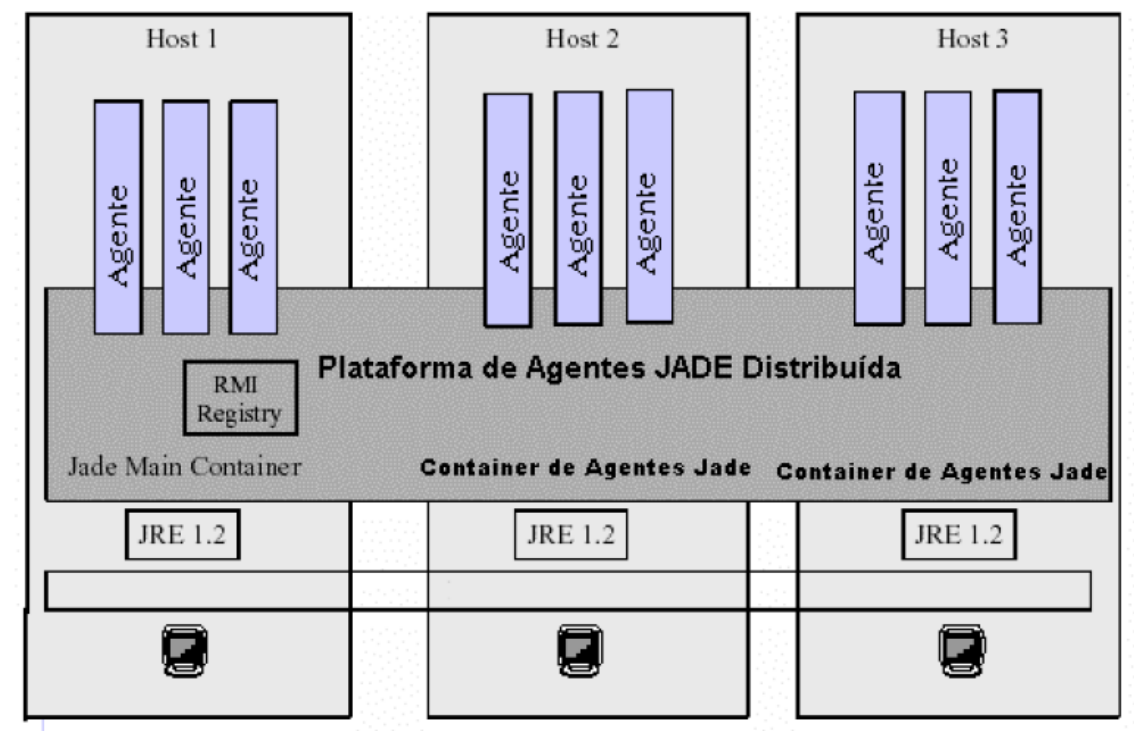 Host 1
Host 2
Host 3
Agente
Agente
Agente
Agente
Agente
Agente
Agente
Agente
Agente
Plataforma de Agentes JADE Distribuída
RMI
Registry
Jade Main Container
Container de Agentes Jade
Container de Agentes Jade
JRE 1.2
JRE 1.2
JRE 1.2